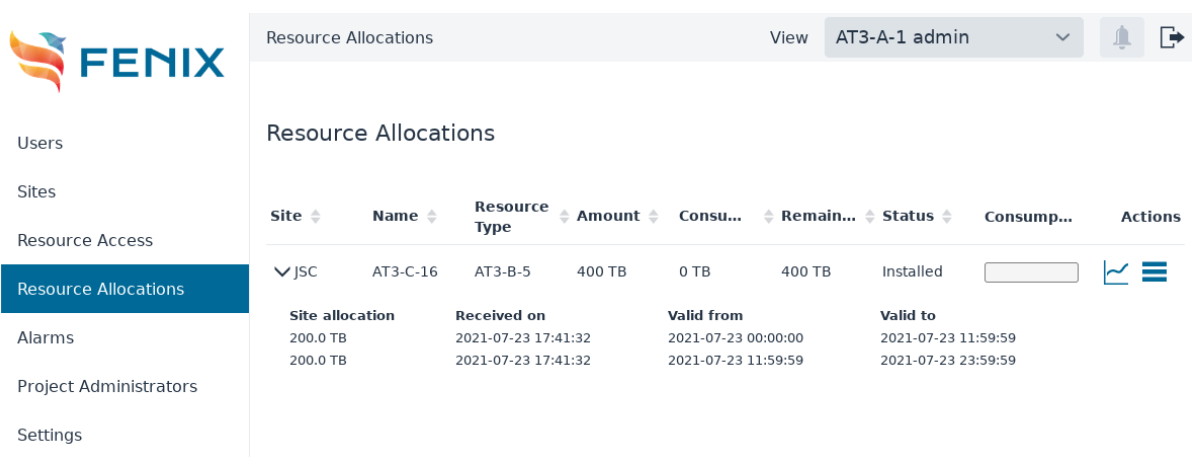 FENIX
Resource Allocations
View
AT3-A-1 admin
Users
Sites
Resource Access
Resource Allocations
Alarms
Project Administrators
Settings
Resource Allocations
Site Name Resource Type Amount Consu... Remain... Status Consump... Actions
JSC AT3-C-16 AT3-B-5 400 TB 0 TB 400 TB Installed
Site allocation Received on Valid from Valid to
200.0 TB 2021-07-23 17:41:32 2021-07-23 00:00:00 2021-07-23 11:59:59
200.0 TB 2021-07-23 17:41:32 2021-07-23 11:59:59 2021-07-23 23:59:59